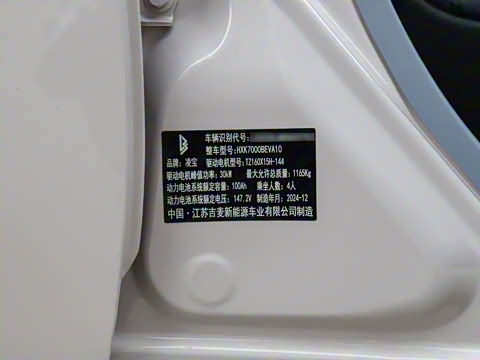 车辆识别代号:
整车型号: HXK7000BEVA10
品牌: 凌宝 驱动电机型号: TZ160X15H-144
驱动电机峰值功率: 30kW 最大允许总质量: 1165Kg
动力电池系统额定容量: 100Ah 乘坐人数: 4人
动力电池系统额定电压: 147.2V 制造年月: 2024-12
中国·江苏吉麦新能源车业有限公司制造